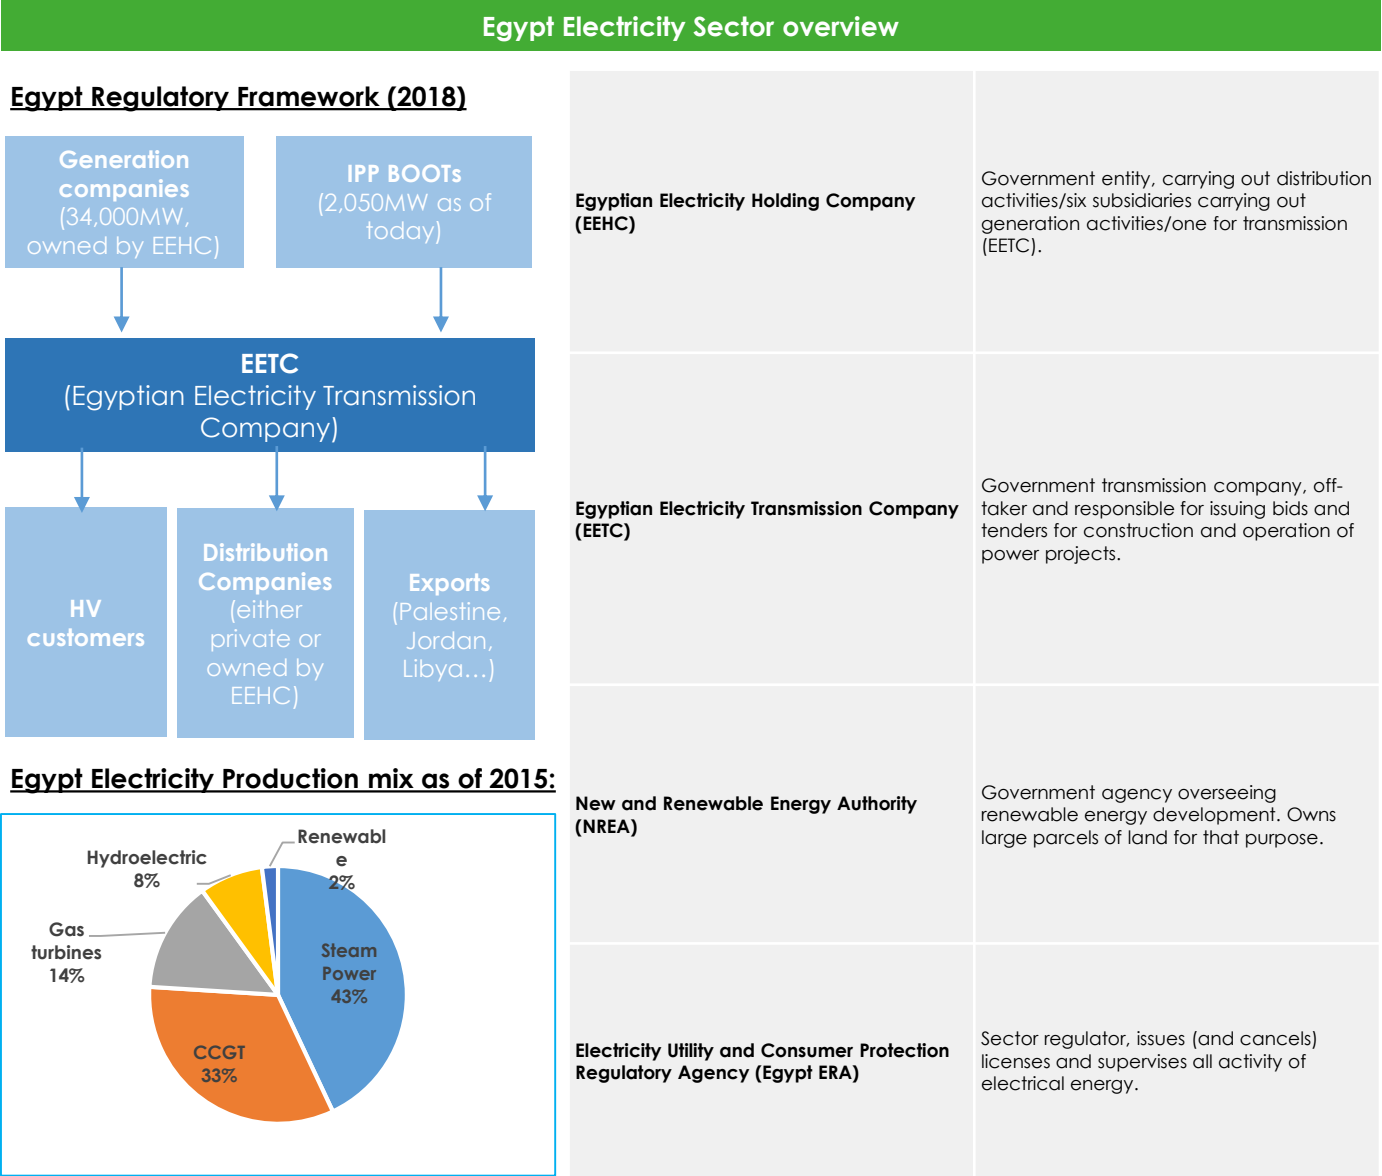 Egypt Electricity Sector overview
Egypt Regulatory Framework (2018)
Generation
companies
(34,000MW,
owned by EEHC)
IPP BOOTs
(2,050MW as of
today)
EETC
(Egyptian Electricity Transmission
Company)
HV
customers
Distribution
Companies
(either
private or
owned by
EEHC)
Exports
(Palestine,
Jordan,
Libya...)
Egypt Electricity Production mix as of 2015:
Renewabl
e
2%
Hydroelectric
8%
Gas
turbines
14%
Steam
Power
43%
CCGT
33%
Egyptian Electricity Holding Company
(EEHC)
Government entity, carrying out distribution
activities/six subsidiaries carrying out
generation activities/one for transmission
(EETC).
Egyptian Electricity Transmission Company
(EETC)
Government transmission company, off-
taker and responsible for issuing bids and
tenders for construction and operation of
power projects.
New and Renewable Energy Authority
(NREA)
Government agency overseeing
renewable energy development. Owns
large parcels of land for that purpose.
Electricity Utility and Consumer Protection
Regulatory Agency (Egypt ERA)
Sector regulator, issues (and cancels)
licenses and supervises all activity of
electrical energy.